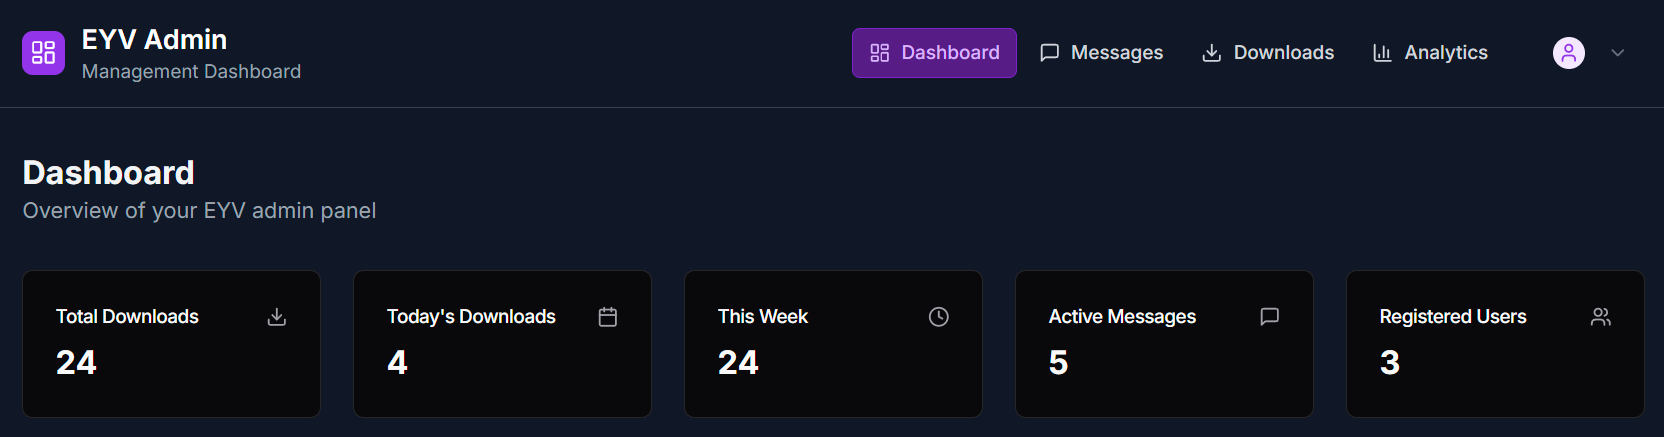 EYV Admin
Management Dashboard
Dashboard
Messages
Downloads
Analytics
Dashboard
Overview of your EYV admin panel
Total Downloads
24
Today's Downloads
4
This Week
24
Active Messages
5
Registered Users
3